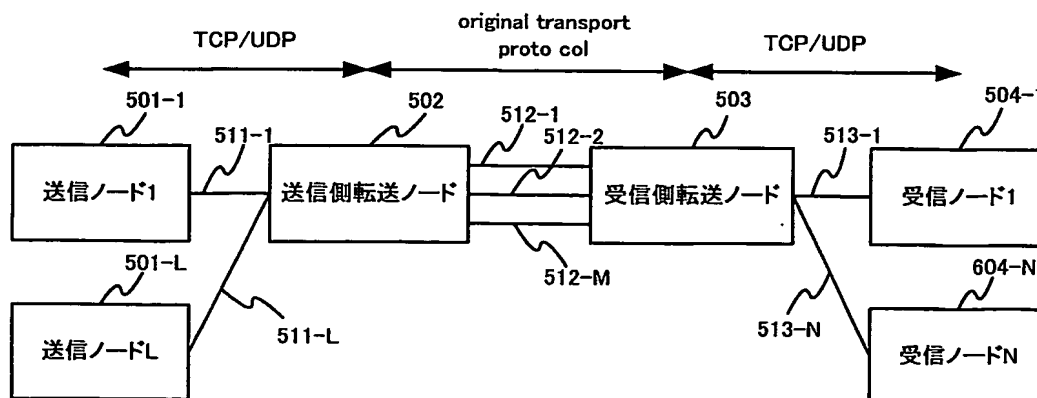 original transport
proto col
TCP/UDP
TCP/UDP
501-1
502
503
504-1
511-1
512-1
512-2
513-1
送信ノード1
送信側転送ノード
受信側転送ノード
受信ノード1
501-L
512-M
604-N
511-L
513-N
送信ノードL
受信ノードN